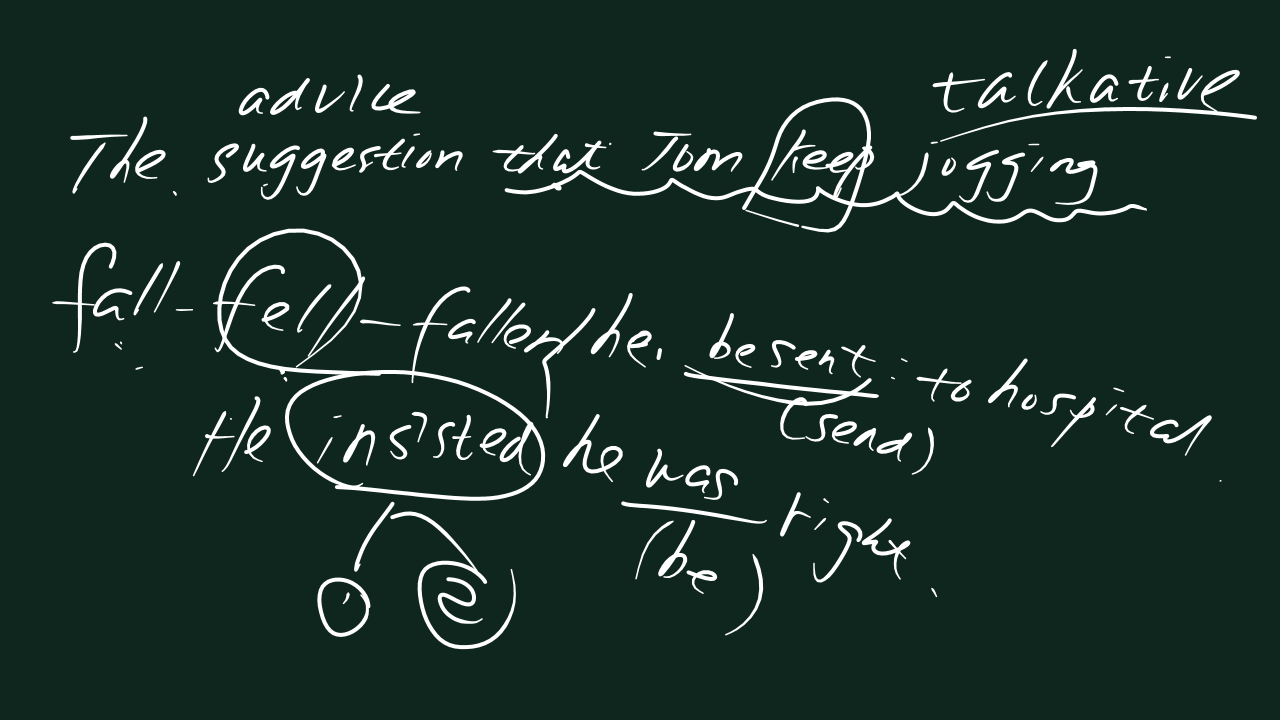 advice talkative
The suggestion that Tom keep jogging
fall - fell - fallen / he be sent to hospital
(send)
He insisted he was right
(be)
1 2